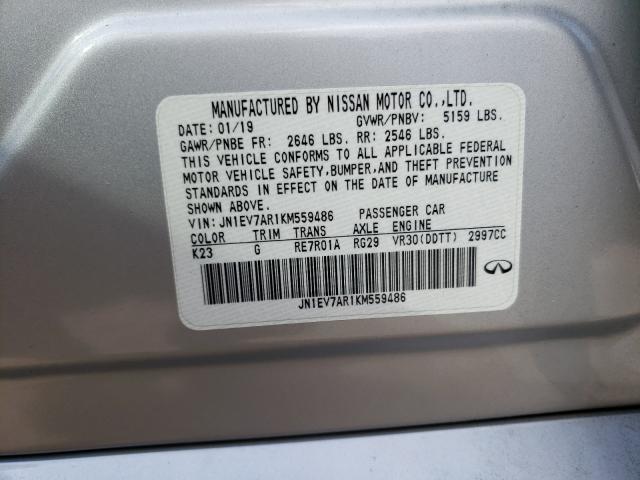 MANUFACTURED BY NISSAN MOTOR CO.,LTD.
DATE: 01/19 GVWR/PNBV: 5159 LBS.
GAWR/PNBE FR: 2646 LBS. RR: 2546 LBS.
THIS VEHICLE CONFORMS TO ALL APPLICABLE FEDERAL
MOTOR VEHICLE SAFETY,BUMPER,AND THEFT PREVENTION
STANDARDS IN EFFECT ON THE DATE OF MANUFACTURE
SHOWN ABOVE.
VIN: JN1EV7AR1KM559486 PASSENGER CAR
COLOR TRIM TRANS AXLE ENGINE
K23 G RE7R01A RG29 VR30(DDTT) 2997CC
JN1EV7AR1KM559486